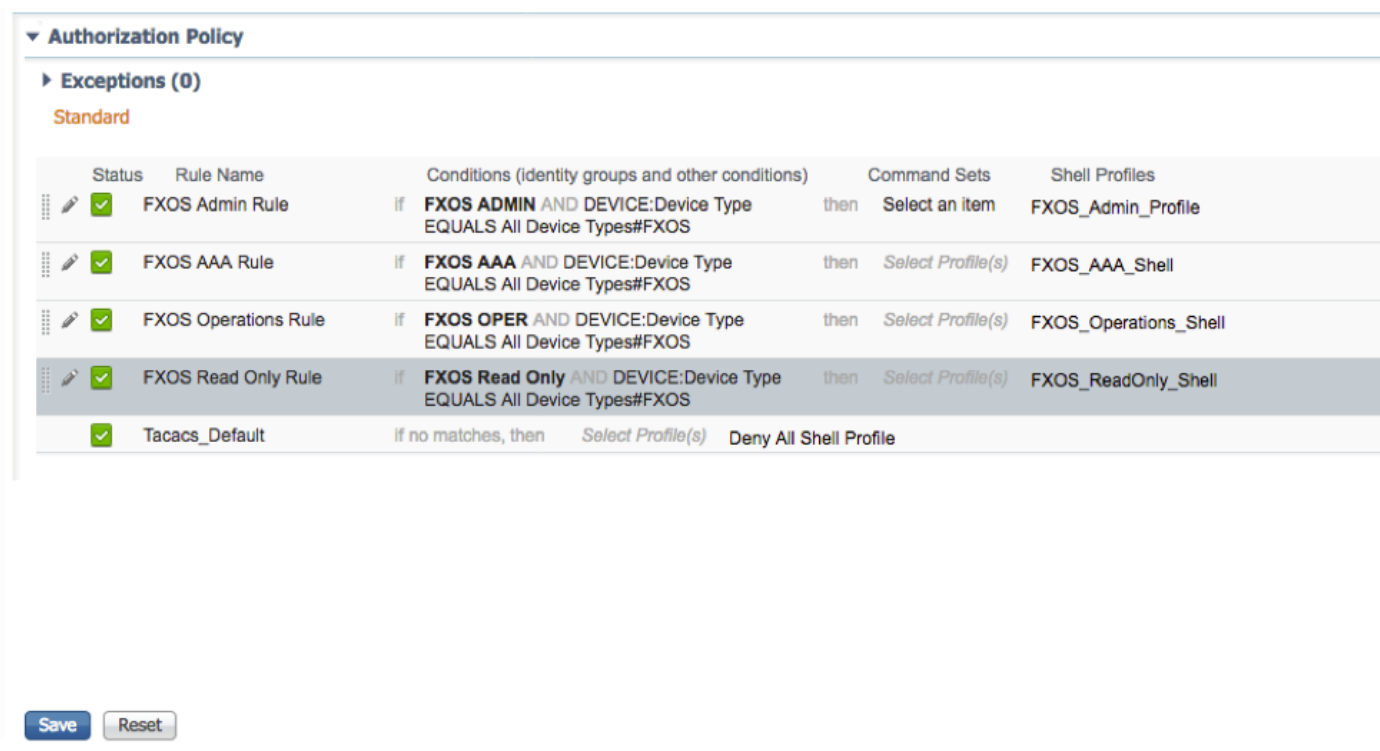 Authorization Policy
Exceptions (0)
Standard
Status Rule Name Conditions (identity groups and other conditions) Command Sets Shell Profiles
FXOS Admin Rule If FXOS ADMIN AND DEVICE:Device Type then Select an item FXOS_Admin_Profile
EQUALS All Device Types#FXOS
FXOS AAA Rule If FXOS AAA AND DEVICE:Device Type then Select Profile(s) FXOS_AAA_Shell
EQUALS All Device Types#FXOS
FXOS Operations Rule If FXOS OPER AND DEVICE:Device Type then Select Profile(s) FXOS_Operations_Shell
EQUALS All Device Types#FXOS
FXOS Read Only Rule If FXOS Read Only AND DEVICE:Device Type then Select Profile(s) FXOS_ReadOnly_Shell
EQUALS All Device Types#FXOS
Tacacs_Default If no matches, then Select Profile(s) Deny All Shell Profile
Save Reset